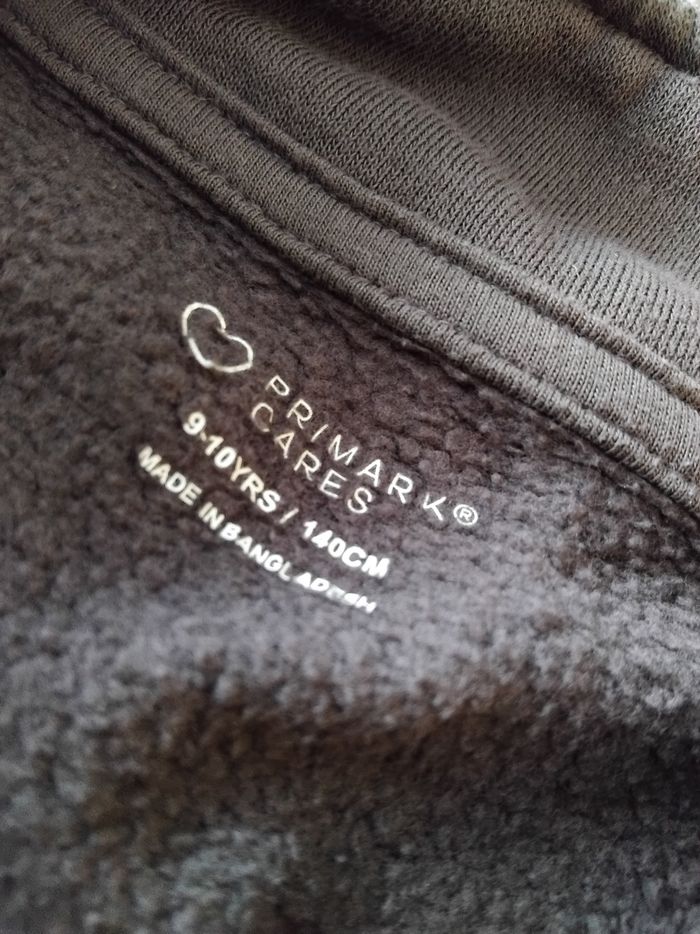 PRIMARK®
CARES
9-10YRS / 140CM
MADE IN BANGLADESH